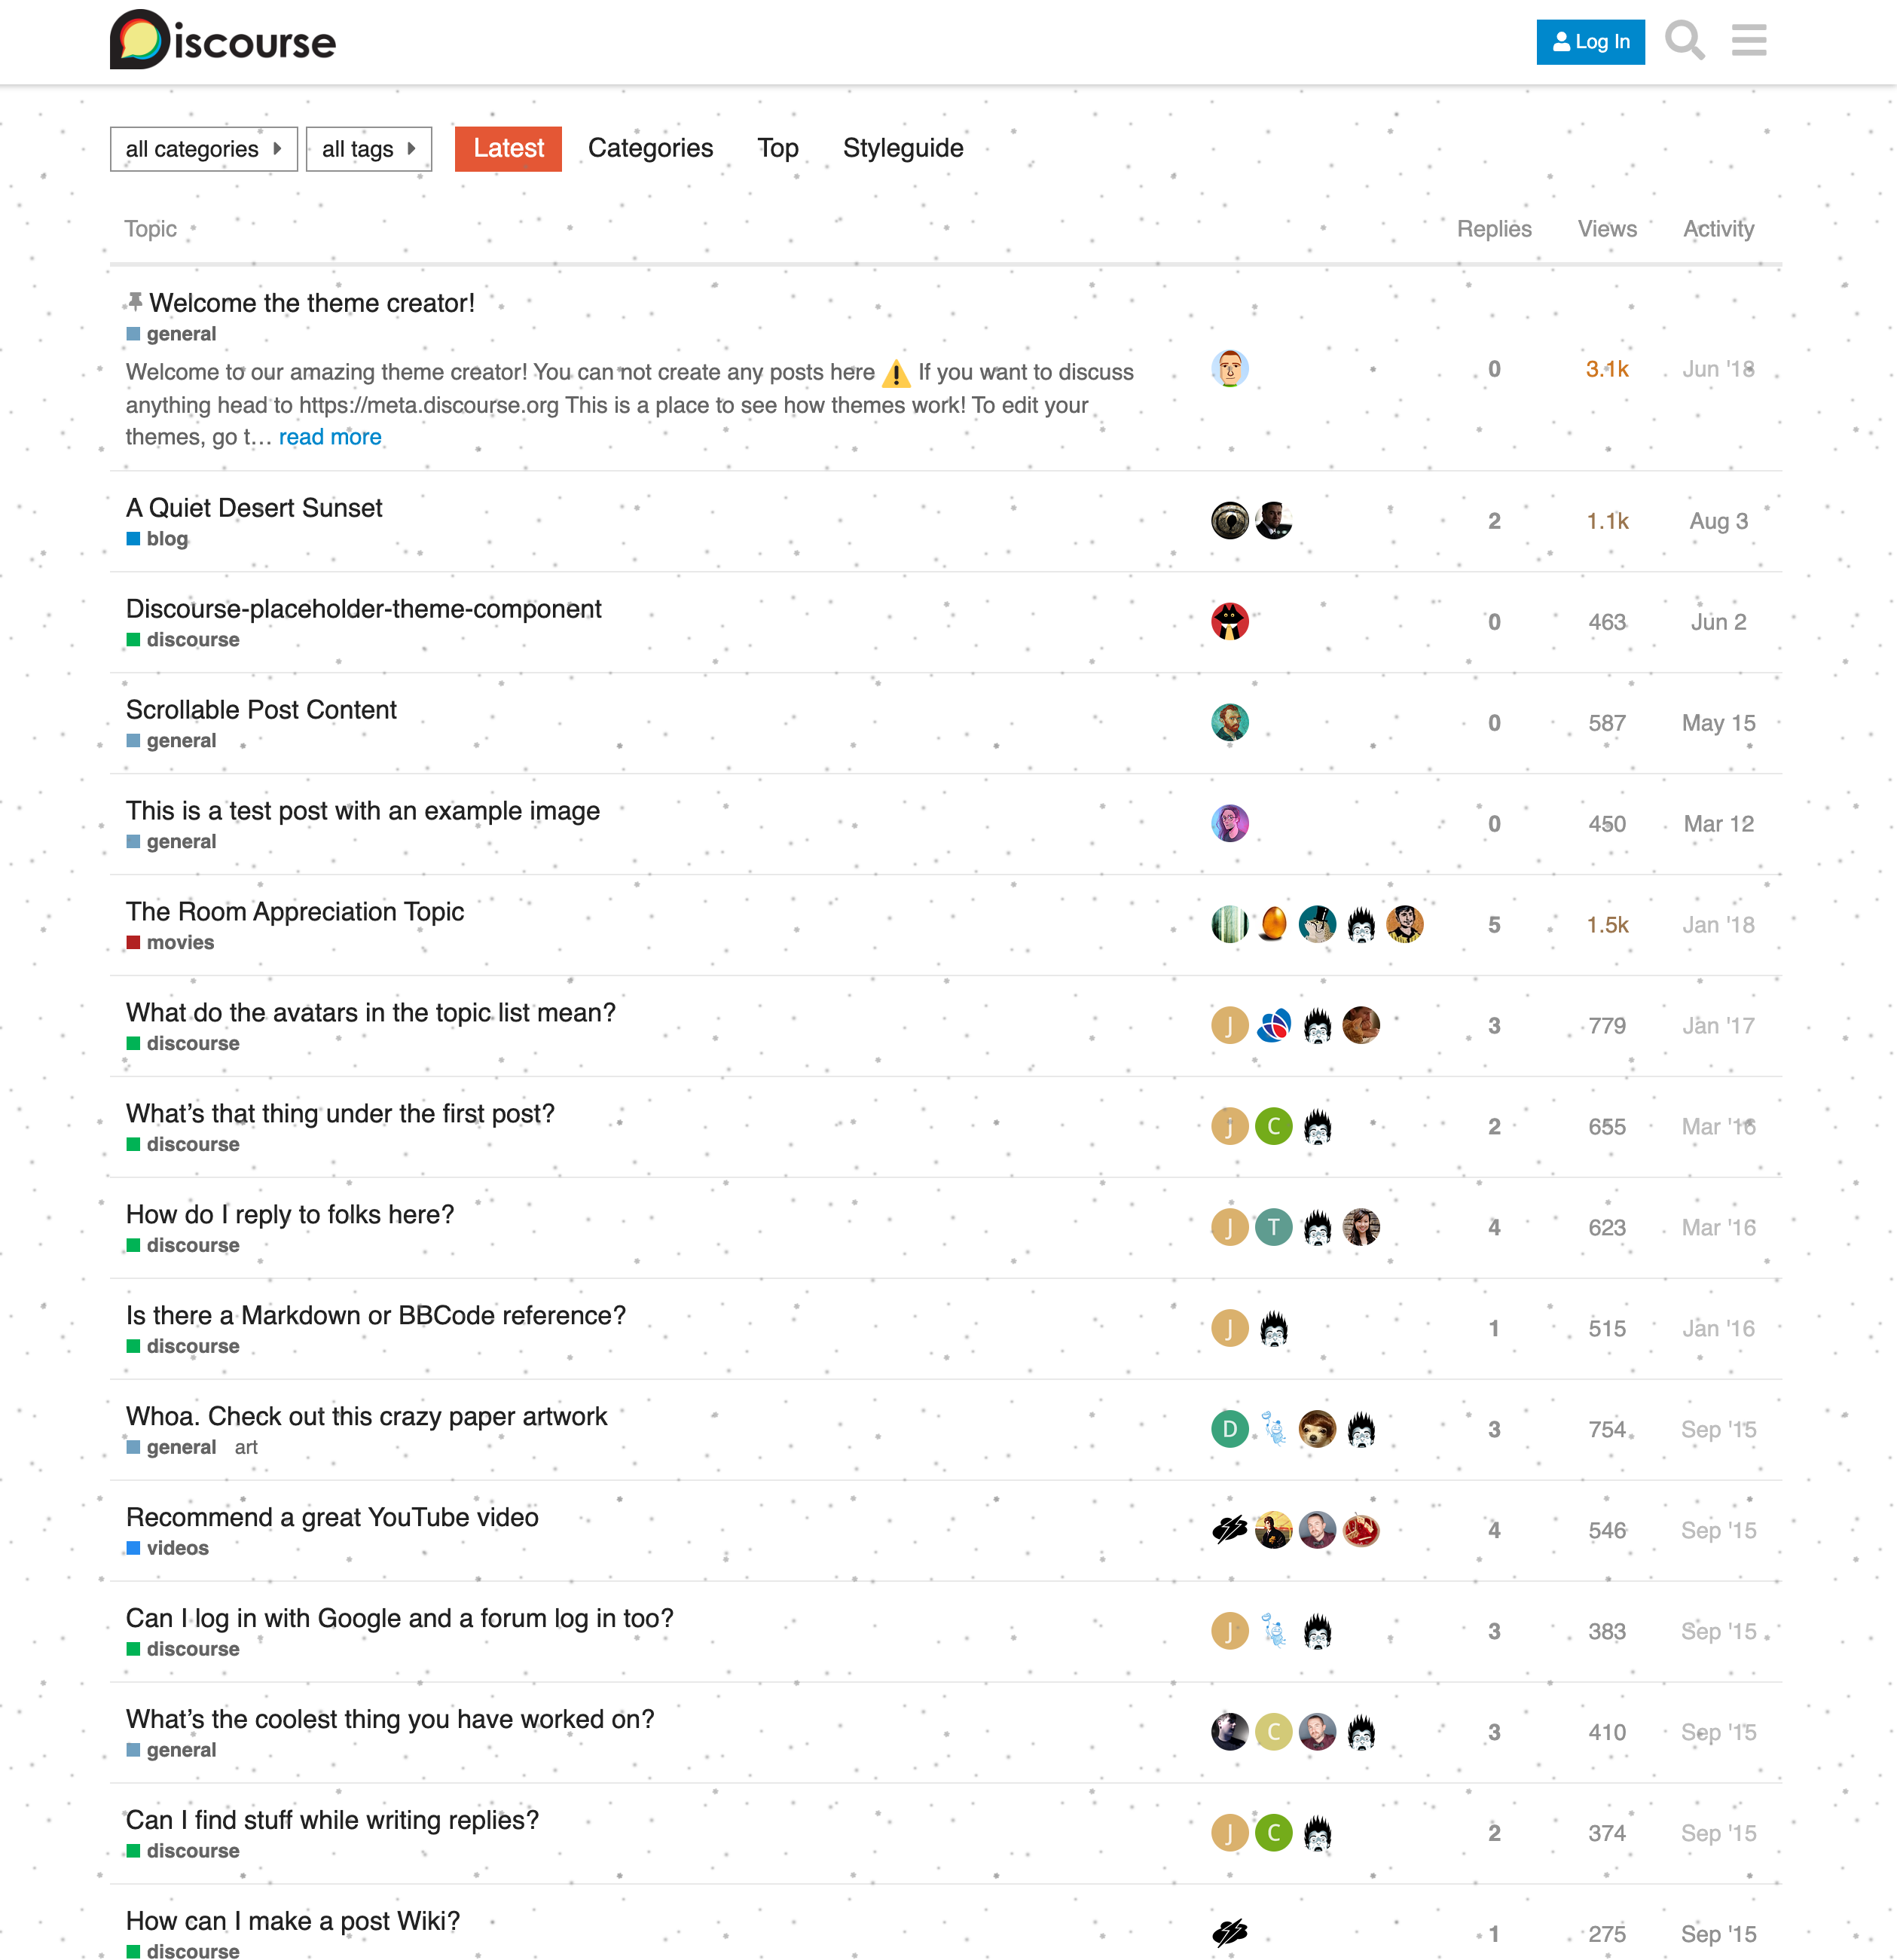 Discourse
Log In
all categories
all tags
Latest
Categories
Top
Styleguide
Topic
Replies
Views
Activity
Welcome the theme creator!
general
Welcome to our amazing theme creator! You can not create any posts here ⚠️ If you want to discuss
anything head to https://meta.discourse.org This is a place to see how themes work! To edit your
themes, go t… read more
0
3.1k
Jun '18
A Quiet Desert Sunset
blog
2
1.1k
Aug 3
Discourse-placeholder-theme-component
discourse
0
463
Jun 2
Scrollable Post Content
general
0
587
May 15
This is a test post with an example image
general
0
450
Mar 12
The Room Appreciation Topic
movies
5
1.5k
Jan '18
What do the avatars in the topic list mean?
discourse
J
3
779
Jan '17
What’s that thing under the first post?
discourse
J
C
2
655
Mar '16
How do I reply to folks here?
discourse
J
T
4
623
Mar '16
Is there a Markdown or BBCode reference?
discourse
J
1
515
Jan '16
Whoa. Check out this crazy paper artwork
general art
D
3
754
Sep '15
Recommend a great YouTube video
videos
4
546
Sep '15
Can I log in with Google and a forum log in too?
discourse
J
3
383
Sep '15
What’s the coolest thing you have worked on?
general
C
3
410
Sep '15
Can I find stuff while writing replies?
discourse
J
C
2
374
Sep '15
How can I make a post Wiki?
discourse
1
275
Sep '15